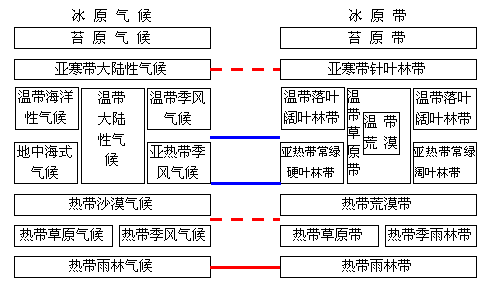 冰原气候
苔原气候
亚寒带大陆性气候
温带海洋
性气候
温带
大陆
性气
候
温带季风
气候
地中海式
气候
亚热带季
风气候
热带沙漠气候
热带草原气候
热带季风气候
热带雨林气候
冰原带
苔原带
亚寒带针叶林带
温带落叶
阔叶林带
温带草原带
温带
荒漠
温带落叶
阔叶林带
亚热带常绿
硬叶林带
亚热带常绿
阔叶林带
热带荒漠带
热带草原带
热带季雨林带
热带雨林带